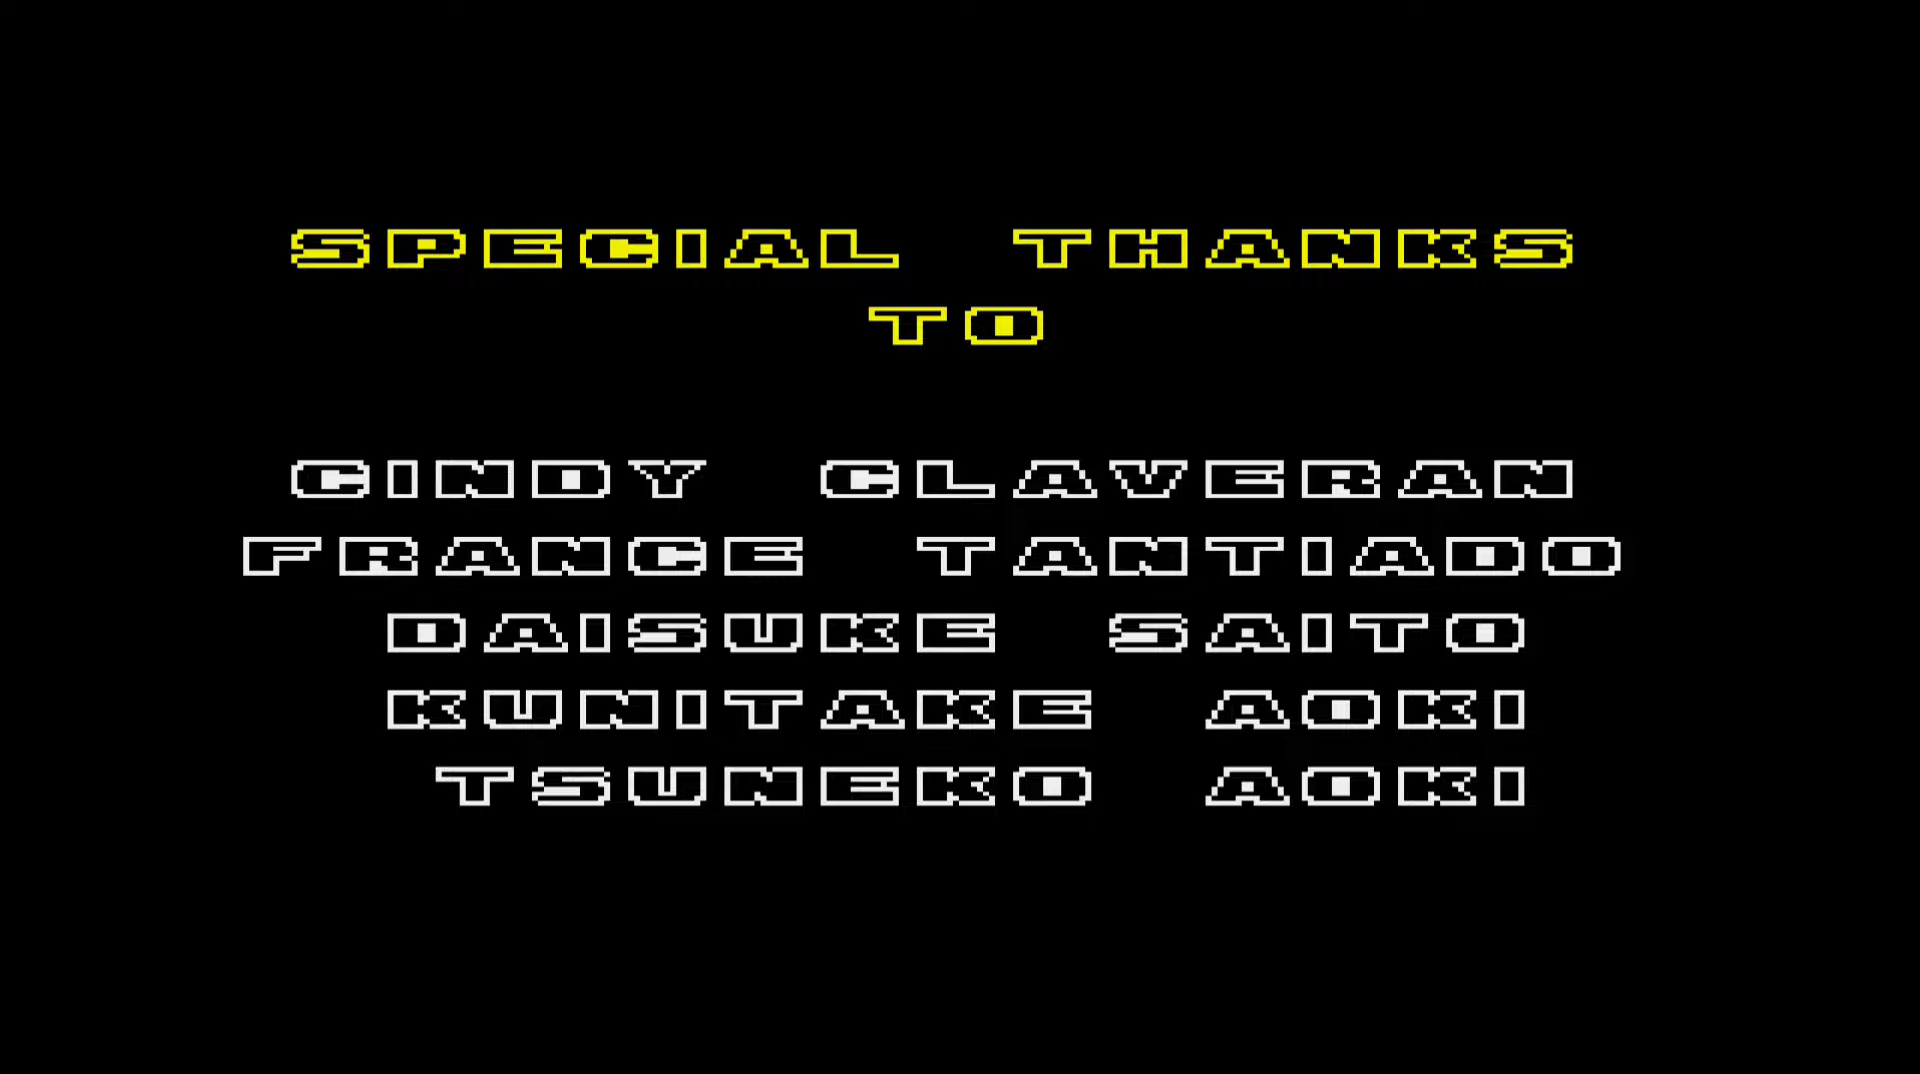 SPECIAL THANKS
TO
CINDY CLAVERAN
FRANCE TANTIADO
DAISUKE SAITO
KUNITAKE AOKI
TSUNEKO AOKI